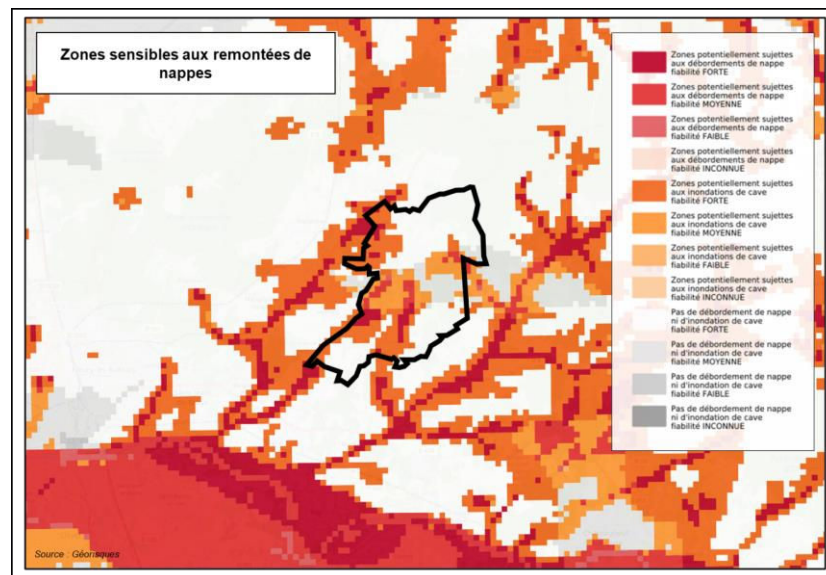 Zones sensibles aux remontées de
nappes
Zones potentiellement sujettes
aux débordements de nappe
fiabilité FORTE
Zones potentiellement sujettes
aux débordements de nappe
fiabilité MOYENNE
Zones potentiellement sujettes
aux débordements de nappe
fiabilité FAIBLE
Zones potentiellement sujettes
aux débordements de nappe
fiabilité INCONNUE
Zones potentiellement sujettes
aux inondations de cave
fiabilité FORTE
Zones potentiellement sujettes
aux inondations de cave
fiabilité MOYENNE
Zones potentiellement sujettes
aux inondations de cave
fiabilité FAIBLE
Zones potentiellement sujettes
aux inondations de cave
fiabilité INCONNUE
Pas de débordement de nappe
ni d'inondation de cave
fiabilité FORTE
Pas de débordement de nappe
ni d'inondation de cave
fiabilité MOYENNE
Pas de débordement de nappe
ni d'inondation de cave
fiabilité FAIBLE
Pas de débordement de nappe
ni d'inondation de cave
fiabilité INCONNUE
Source : Géorisques